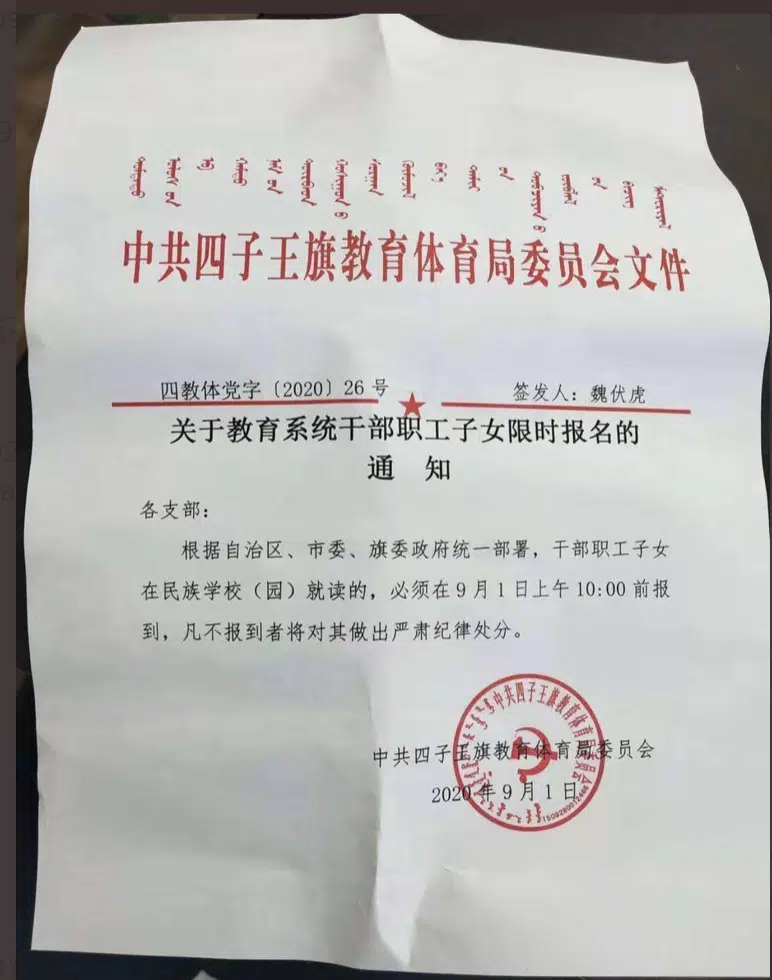 中共四子王旗教育体育局委员会文件
四教体党字〔2020〕26 号
签发人：魏伏虎
关于教育系统干部职工子女限时报名的
通 知
各支部：
根据自治区、市委、旗委政府统一部署，干部职工子女
在民族学校（园）就读的，必须在 9 月 1 日上午 10:00 前报
到，凡不报到者将对其做出严肃纪律处分。
中共四子王旗教育体育局委员会
2020 年 9 月 1 日
中共四子王旗教育体育局委员会